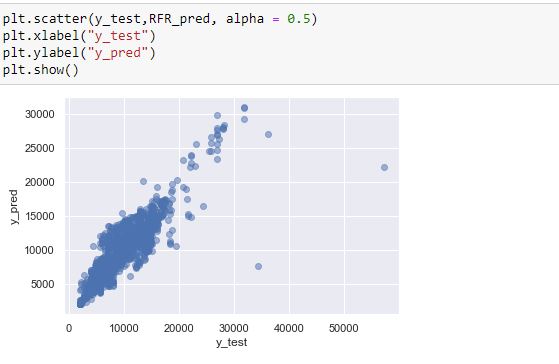 plt.scatter(y_test,RFR_pred, alpha = 0.5)
plt.xlabel("y_test")
plt.ylabel("y_pred")
plt.show()
30000
25000
20000
15000
10000
5000
y_pred
0 10000 20000 30000 40000 50000
y_test